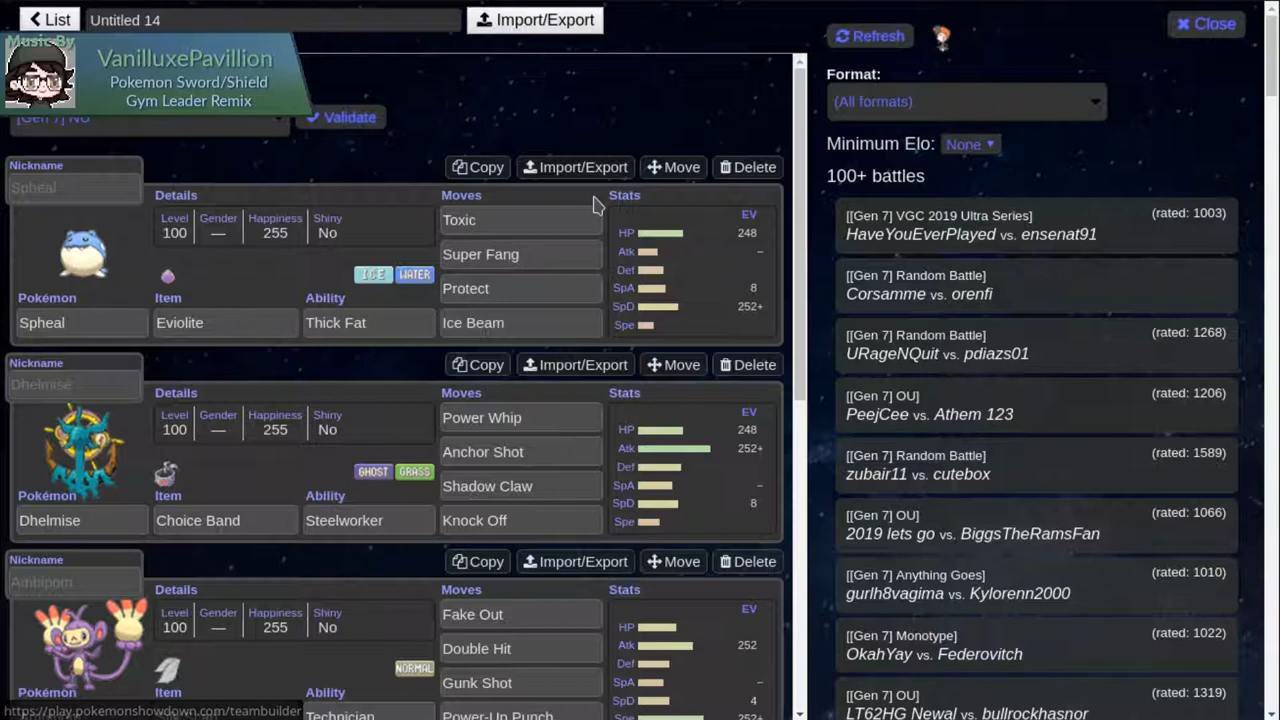 List
Untitled 14
Import/Export
Music By
VanilluxePavillion
Pokemon Sword/Shield
Gym Leader Remix
[Gen 7] NU
Validate
Nickname
Spheal
Copy
Import/Export
Move
Delete
Details
Moves
Stats
Level
100
Gender
—
Happiness
255
Shiny
No
Toxic
Super Fang
Protect
Ice Beam
EV
HP 248
Atk –
Def
SpA 8
SpD 252+
Spe
ICE WATER
Pokémon
Item
Ability
Spheal
Eviolite
Thick Fat
Nickname
Dhelmise
Copy
Import/Export
Move
Delete
Details
Moves
Stats
Level
100
Gender
—
Happiness
255
Shiny
No
Power Whip
Anchor Shot
Shadow Claw
Knock Off
EV
HP 248
Atk 252+
Def
SpA –
SpD 8
Spe
GHOST GRASS
Pokémon
Item
Ability
Dhelmise
Choice Band
Steelworker
Nickname
Ambipom
Copy
Import/Export
Move
Delete
Details
Moves
Stats
Level
100
Gender
—
Happiness
255
Shiny
No
Fake Out
Double Hit
Gunk Shot
Power-Up Punch
EV
HP
Atk 252
Def
SpA –
SpD 4
Spe 252+
NORMAL
Pokémon
Item
Ability
Technician
https://play.pokemonshowdown.com/teambuilder
Refresh
Close
Format:
(All formats)
Minimum Elo: None
100+ battles
[[Gen 7] VGC 2019 Ultra Series] (rated: 1003)
HaveYouEverPlayed vs. ensenat91
[[Gen 7] Random Battle]
Corsamme vs. orenfi
[[Gen 7] Random Battle] (rated: 1268)
URageNQuit vs. pdiazs01
[[Gen 7] OU] (rated: 1206)
PeejCee vs. Athem 123
[[Gen 7] Random Battle] (rated: 1589)
zubair11 vs. cutebox
[[Gen 7] OU] (rated: 1066)
2019 lets go vs. BiggsTheRamsFan
[[Gen 7] Anything Goes] (rated: 1010)
gurlh8vagima vs. Kylorenn2000
[[Gen 7] Monotype] (rated: 1022)
OkahYay vs. Federovitch
[[Gen 7] OU] (rated: 1319)
LT62HG Newal vs. bullrockhasnor